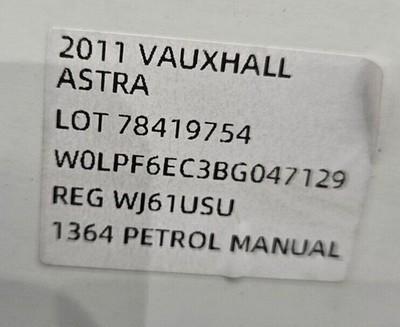 2011 VAUXHALL
ASTRA
LOT 78419754
W0LPF6EC3BG047129
REG WJ61USU
1364 PETROL MANUAL